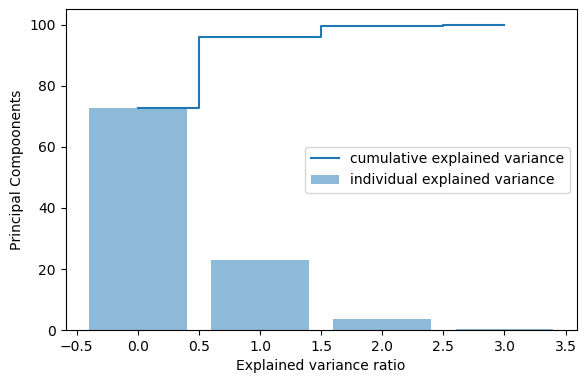 100
80
60
40
20
0
Principal Compoonents
cumulative explained variance
individual explained variance
−0.5 0.0 0.5 1.0 1.5 2.0 2.5 3.0 3.5
Explained variance ratio